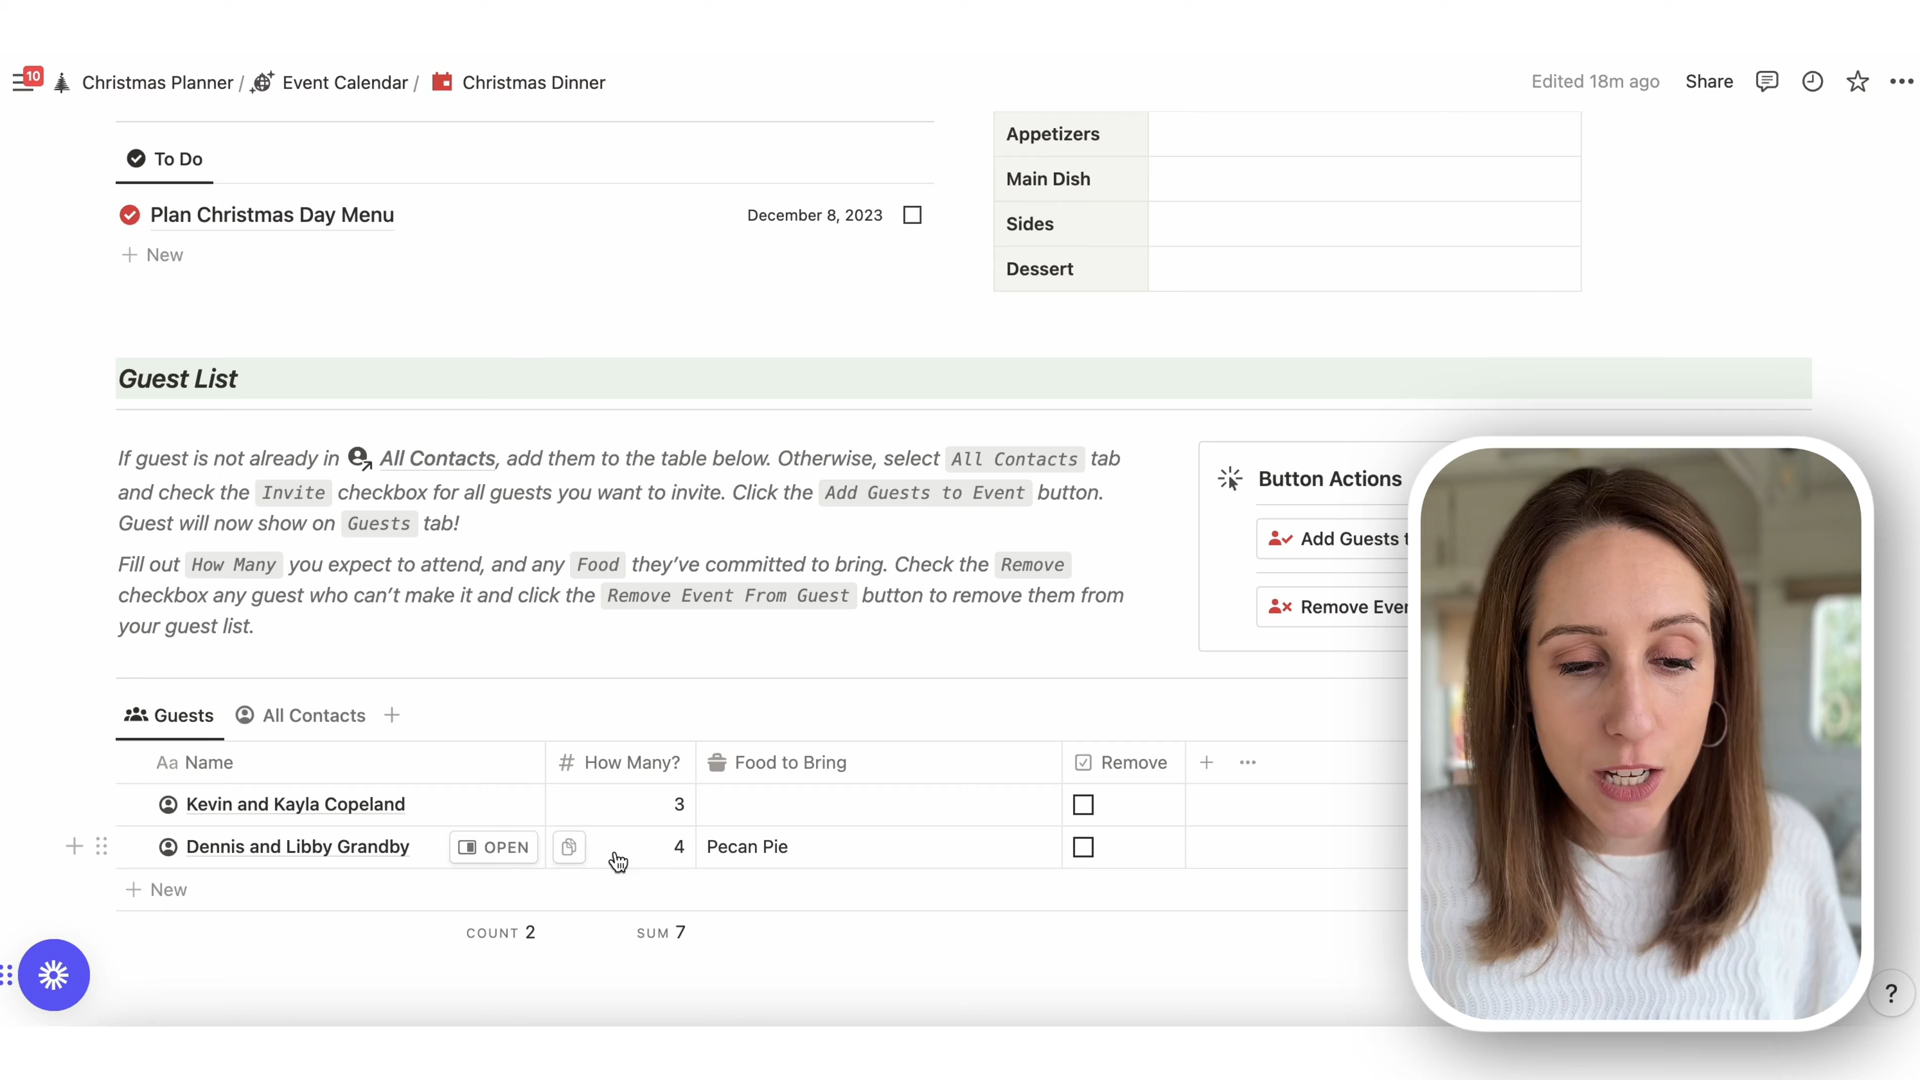 10
Christmas Planner / Event Calendar / Christmas Dinner
Edited 18m ago Share
To Do
Plan Christmas Day Menu December 8, 2023
+ New
Appetizers
Main Dish
Sides
Dessert
Guest List
If guest is not already in All Contacts, add them to the table below. Otherwise, select All Contacts tab
and check the Invite checkbox for all guests you want to invite. Click the Add Guests to Event button.
Guest will now show on Guests tab!
Fill out How Many you expect to attend, and any Food they've committed to bring. Check the Remove
checkbox any guest who can't make it and click the Remove Event From Guest button to remove them from
your guest list.
Button Actions
Add Guests
Remove
Guests All Contacts +
Aa Name # How Many? Food to Bring Remove + •••
Kevin and Kayla Copeland 3
Dennis and Libby Grandby OPEN 4 Pecan Pie
+ New
COUNT 2 SUM 7
?